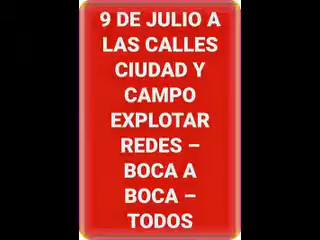 9 DE JULIO A
LAS CALLES
CIUDAD Y
CAMPO
EXPLOTAR
REDES –
BOCA A
BOCA –
TODOS